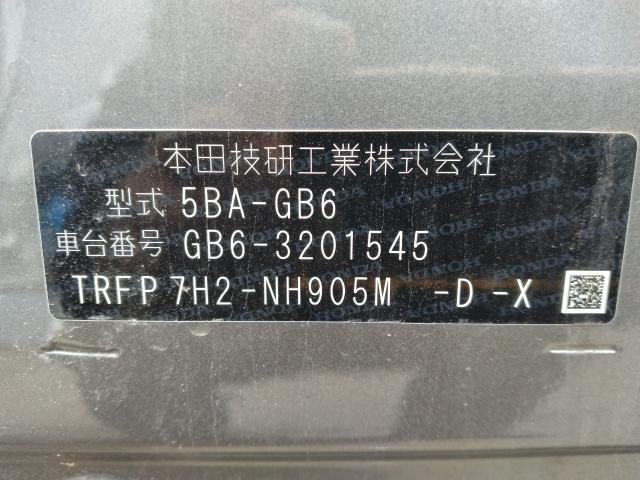 本田技研工業株式会社
型式 5BA-GB6
車台番号 GB6-3201545
TRFP 7H2-NH905M -D -X